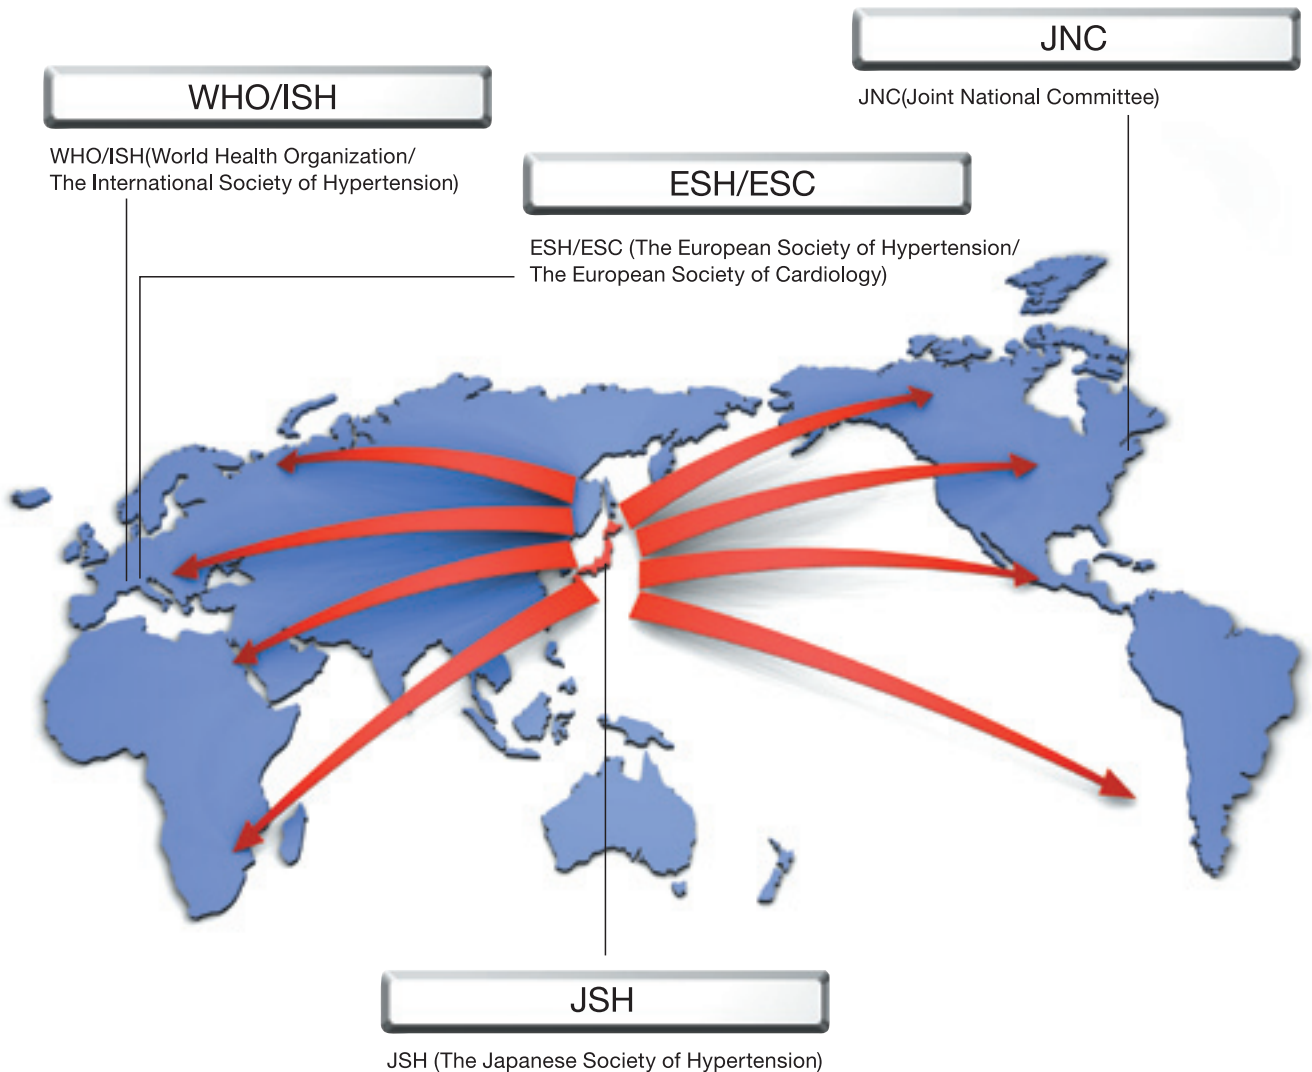 JNC
JNC(Joint National Committee)
WHO/ISH
WHO/ISH(World Health Organization/
The International Society of Hypertension)
ESH/ESC
ESH/ESC (The European Society of Hypertension/
The European Society of Cardiology)
JSH
JSH (The Japanese Society of Hypertension)